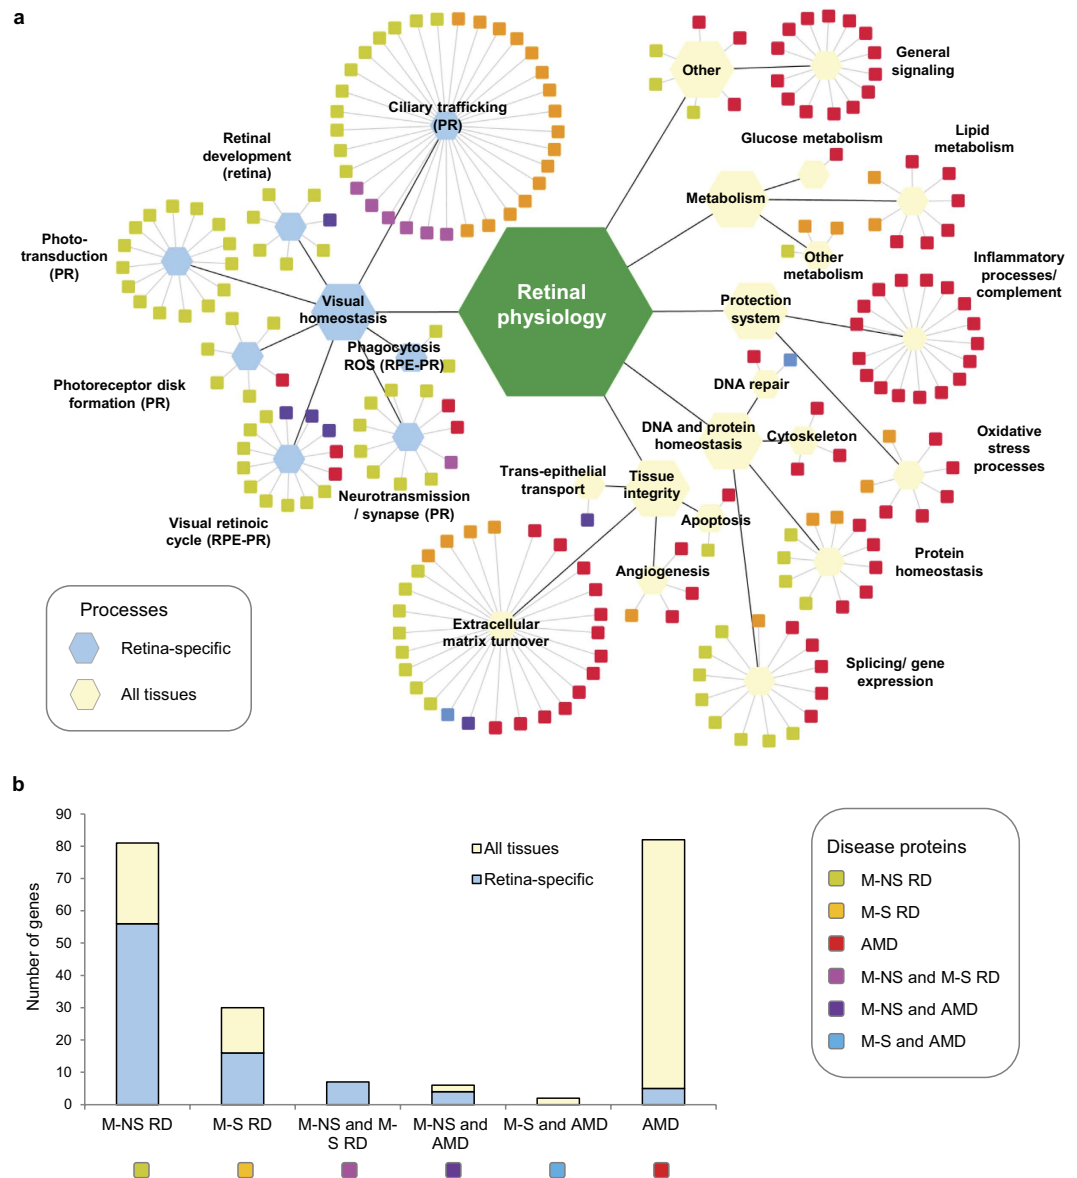 a
Other
General
signaling
Ciliary trafficking
(PR)
Glucose metabolism
Lipid
metabolism
Retinal
development
(retina)
Metabolism
Photo-
transduction
(PR)
Other
metabolism
Inflammatory
processes/
complement
Visual
homeostasis
Retinal
physiology
Protection
system
Phagocytosis
ROS (RPE-PR)
DNA repair
Photoreceptor disk
formation (PR)
DNA and protein
homeostasis
Cytoskeleton
Oxidative
stress
processes
Neurotransmission
/ synapse (PR)
Trans-epithelial
transport
Tissue
integrity
Visual retinoic
cycle (RPE-PR)
Apoptosis
Angiogenesis
Protein
homeostasis
Extracellular
matrix turnover
Splicing/ gene
expression
Processes
Retina-specific
All tissues
b
Number of genes
90
80
70
60
50
40
30
20
10
0
All tissues
Retina-specific
M-NS RD
M-S RD
M-NS and M-
S RD
M-NS and
AMD
M-S and AMD
AMD
Disease proteins
M-NS RD
M-S RD
AMD
M-NS and M-S RD
M-NS and AMD
M-S and AMD